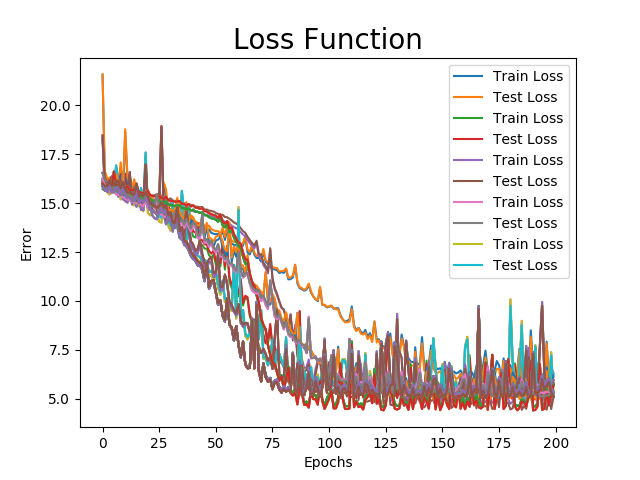 Loss Function
Error
20.0
17.5
15.0
12.5
10.0
7.5
5.0
Train Loss
Test Loss
Train Loss
Test Loss
Train Loss
Test Loss
Train Loss
Test Loss
Train Loss
Test Loss
0 25 50 75 100 125 150 175 200
Epochs